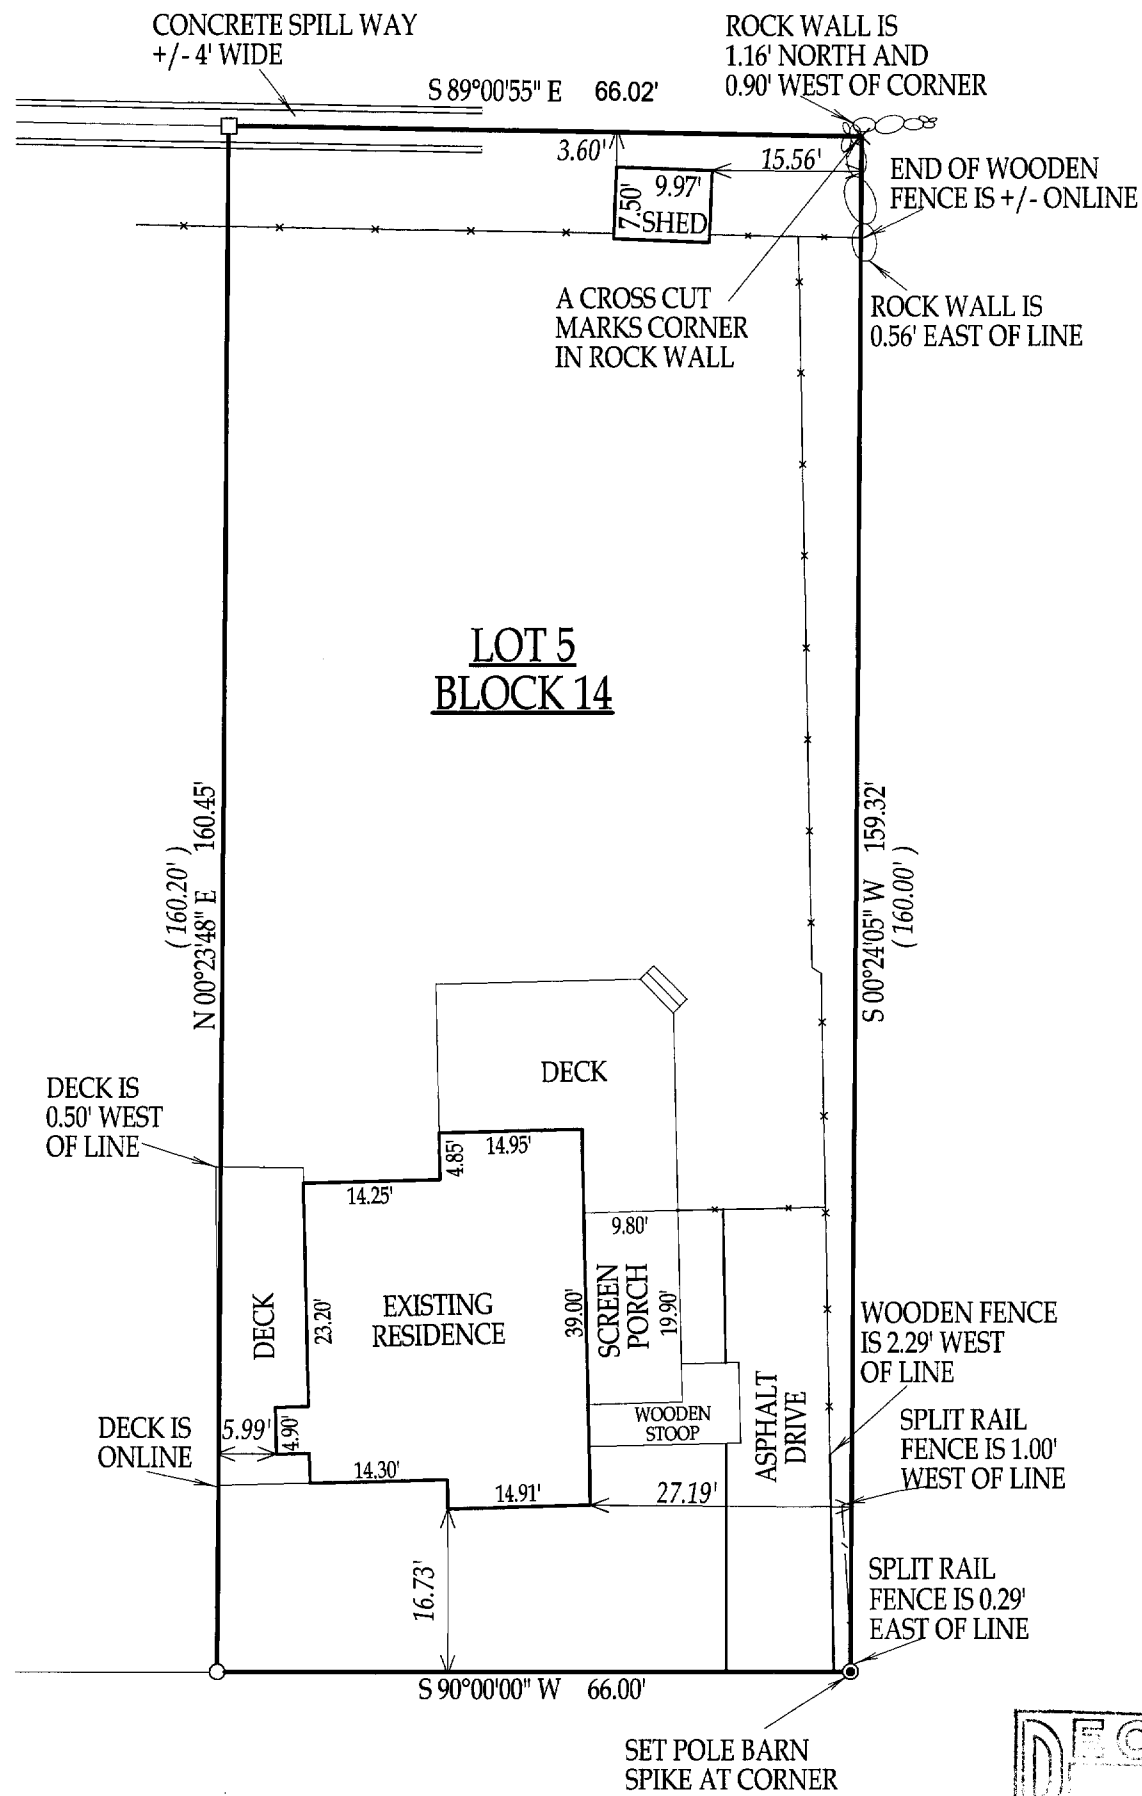 CONCRETE SPILL WAY
+/- 4' WIDE
ROCK WALL IS
1.16' NORTH AND
0.90' WEST OF CORNER
S 89°00'55" E 66.02'
3.60'
15.56'
9.97'
7.50'
SHED
END OF WOODEN
FENCE IS +/- ONLINE
A CROSS CUT
MARKS CORNER
IN ROCK WALL
ROCK WALL IS
0.56' EAST OF LINE
LOT 5
BLOCK 14
N 00°23'48" E 160.45'
( 160.20' )
S 00°24'05" W 159.32'
( 160.00' )
DECK
DECK IS
0.50' WEST
OF LINE
14.95'
4.85'
14.25'
9.80'
DECK
23.20'
EXISTING
RESIDENCE
39.00'
SCREEN
PORCH
19.90'
WOODEN FENCE
IS 2.29' WEST
OF LINE
ASPHALT
DRIVE
WOODEN
STOOP
DECK IS
ONLINE
5.99'
4.90'
SPLIT RAIL
FENCE IS 1.00'
WEST OF LINE
14.30'
14.91'
27.19'
16.73'
SPLIT RAIL
FENCE IS 0.29'
EAST OF LINE
S 90°00'00" W 66.00'
SET POLE BARN
SPIKE AT CORNER